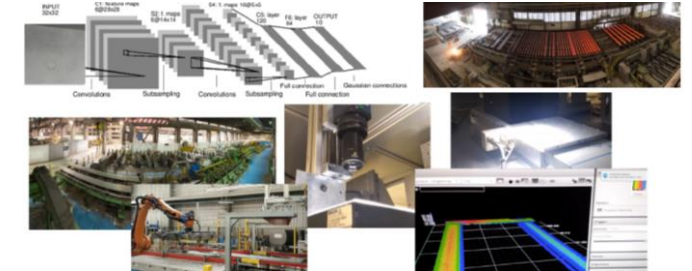 INPUT
32x32
C1: feature maps
6@28x28
S2: f. maps
6@14x14
S4: f. maps 16@5x5
C5: layer
120
F6: layer
84
OUTPUT
10
Convolutions
Subsampling
Convolutions
Subsampling
Full connection
Full connection
Gaussian connections